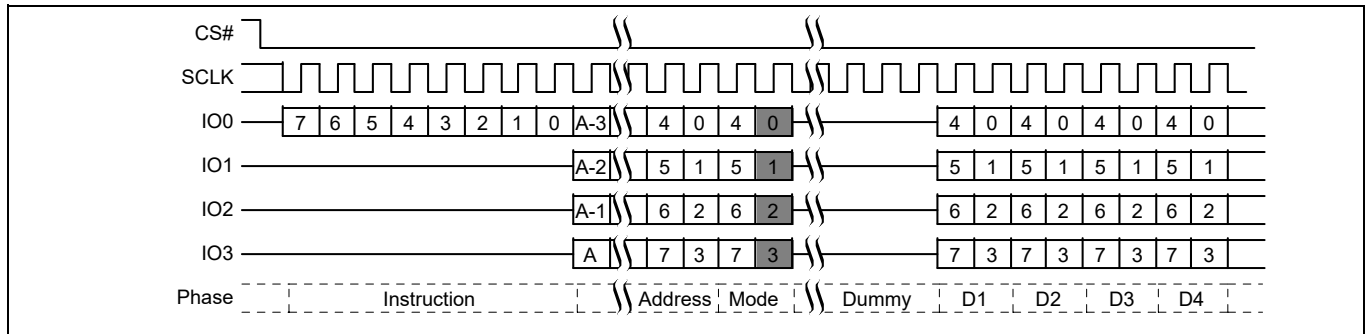 CS#
SCLK
IO0 7 6 5 4 3 2 1 0 A-3 4 0 4 0 4 0 4 0 4 0 4 0
IO1 A-2 5 1 5 1 5 1 5 1 5 1 5 1
IO2 A-1 6 2 6 2 6 2 6 2 6 2 6 2
IO3 A 7 3 7 3 7 3 7 3 7 3 7 3
Phase Instruction Address Mode Dummy D1 D2 D3 D4